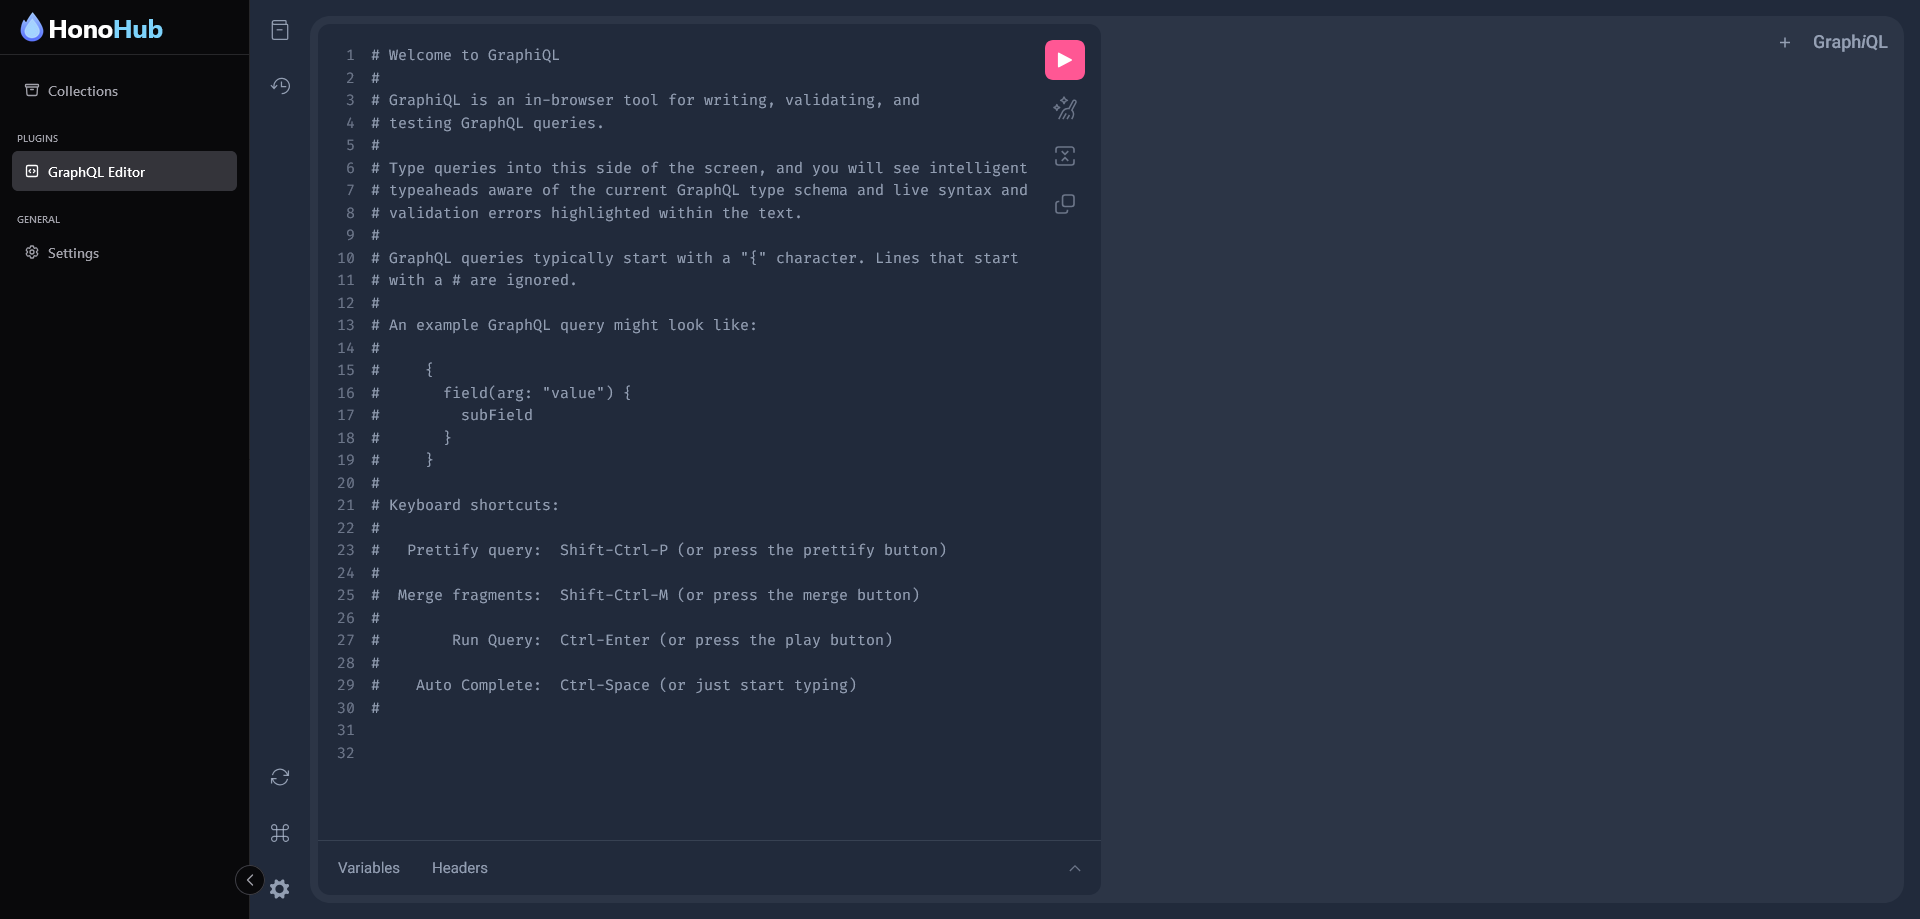 HonoHub
Collections
PLUGINS
GraphQL Editor
GENERAL
Settings
1 # Welcome to GraphiQL
2 #
3 # GraphiQL is an in-browser tool for writing, validating, and
4 # testing GraphQL queries.
5 #
6 # Type queries into this side of the screen, and you will see intelligent
7 # typeaheads aware of the current GraphQL type schema and live syntax and
8 # validation errors highlighted within the text.
9 #
10 # GraphQL queries typically start with a "{" character. Lines that start
11 # with a # are ignored.
12 #
13 # An example GraphQL query might look like:
14 #
15 #     {
16 #       field(arg: "value") {
17 #         subField
18 #       }
19 #     }
20 #
21 # Keyboard shortcuts:
22 #
23 #   Prettify query:  Shift-Ctrl-P (or press the prettify button)
24 #
25 #  Merge fragments:  Shift-Ctrl-M (or press the merge button)
26 #
27 #        Run Query:  Ctrl-Enter (or press the play button)
28 #
29 #    Auto Complete:  Ctrl-Space (or just start typing)
30 #
31
32
Variables Headers
+ GraphiQL